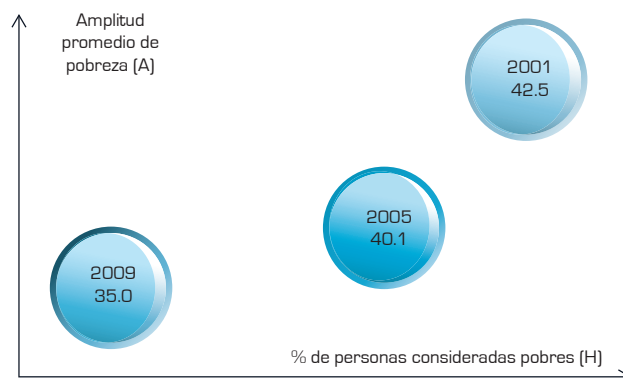 Amplitud
promedio de
pobreza (A)
2001
42.5
2005
40.1
2009
35.0
% de personas consideradas pobres (H)